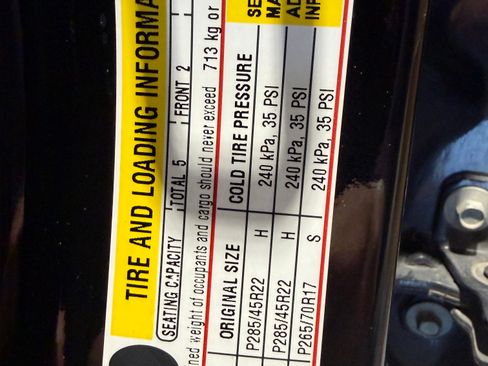 TIRE AND LOADING
SEATING CAPACITY TOTAL 5 FRONT 2
weight of occupants and cargo should never exceed 713 kg or
ORIGINAL SIZE COLD TIRE PRESSURE
P285/45R22 H 240 kPa, 35 PSI
P285/45R22 H 240 kPa, 35 PSI
P265/70R17 S 240 kPa, 35 PSI